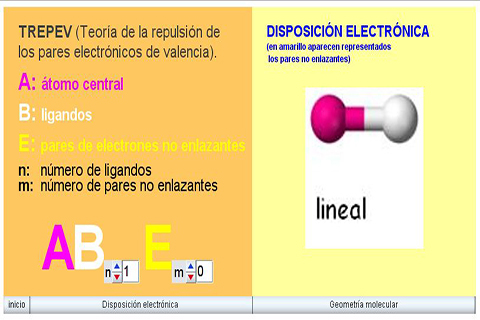 TREPEV (Teoría de la repulsión de
los pares electrónicos de valencia).
A: átomo central
B: ligandos
E: pares de electrones no enlazantes
n: número de ligandos
m: número de pares no enlazantes
AB n 1 E m 0
DISPOSICIÓN ELECTRÓNICA
(en amarillo aparecen representados
los pares no enlazantes)
lineal
inicio Disposición electrónica Geometría molecular